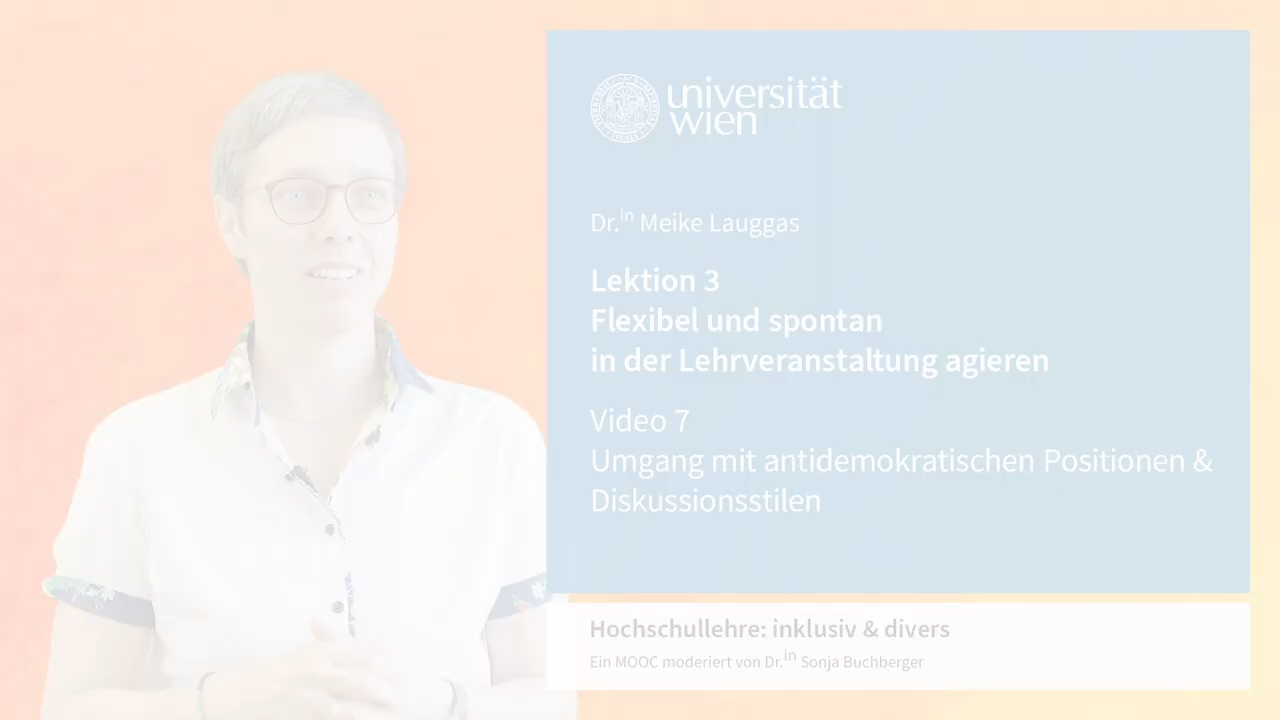 universität
wien
Dr.in Meike Lauggas
Lektion 3
Flexibel und spontan
in der Lehrveranstaltung agieren
Video 7
Umgang mit antidemokratischen Positionen &
Diskussionsstilen
Hochschullehre: inklusiv & divers
Ein MOOC moderiert von Dr.in Sonja Buchberger